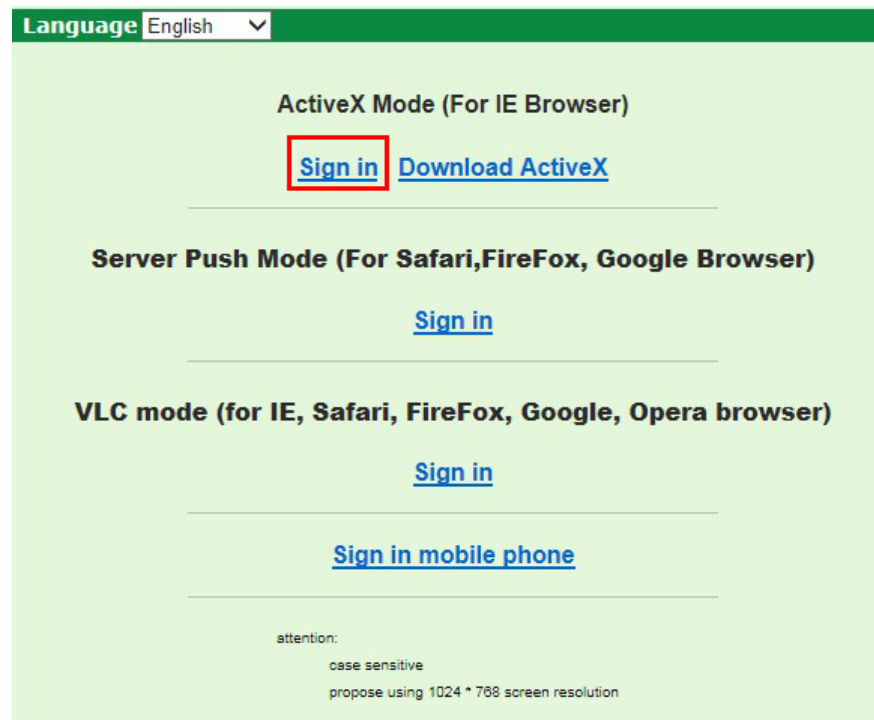 Language English
ActiveX Mode (For IE Browser)
Sign in Download ActiveX
Server Push Mode (For Safari,FireFox, Google Browser)
Sign in
VLC mode (for IE, Safari, FireFox, Google, Opera browser)
Sign in
Sign in mobile phone
attention:
case sensitive
propose using 1024 * 768 screen resolution